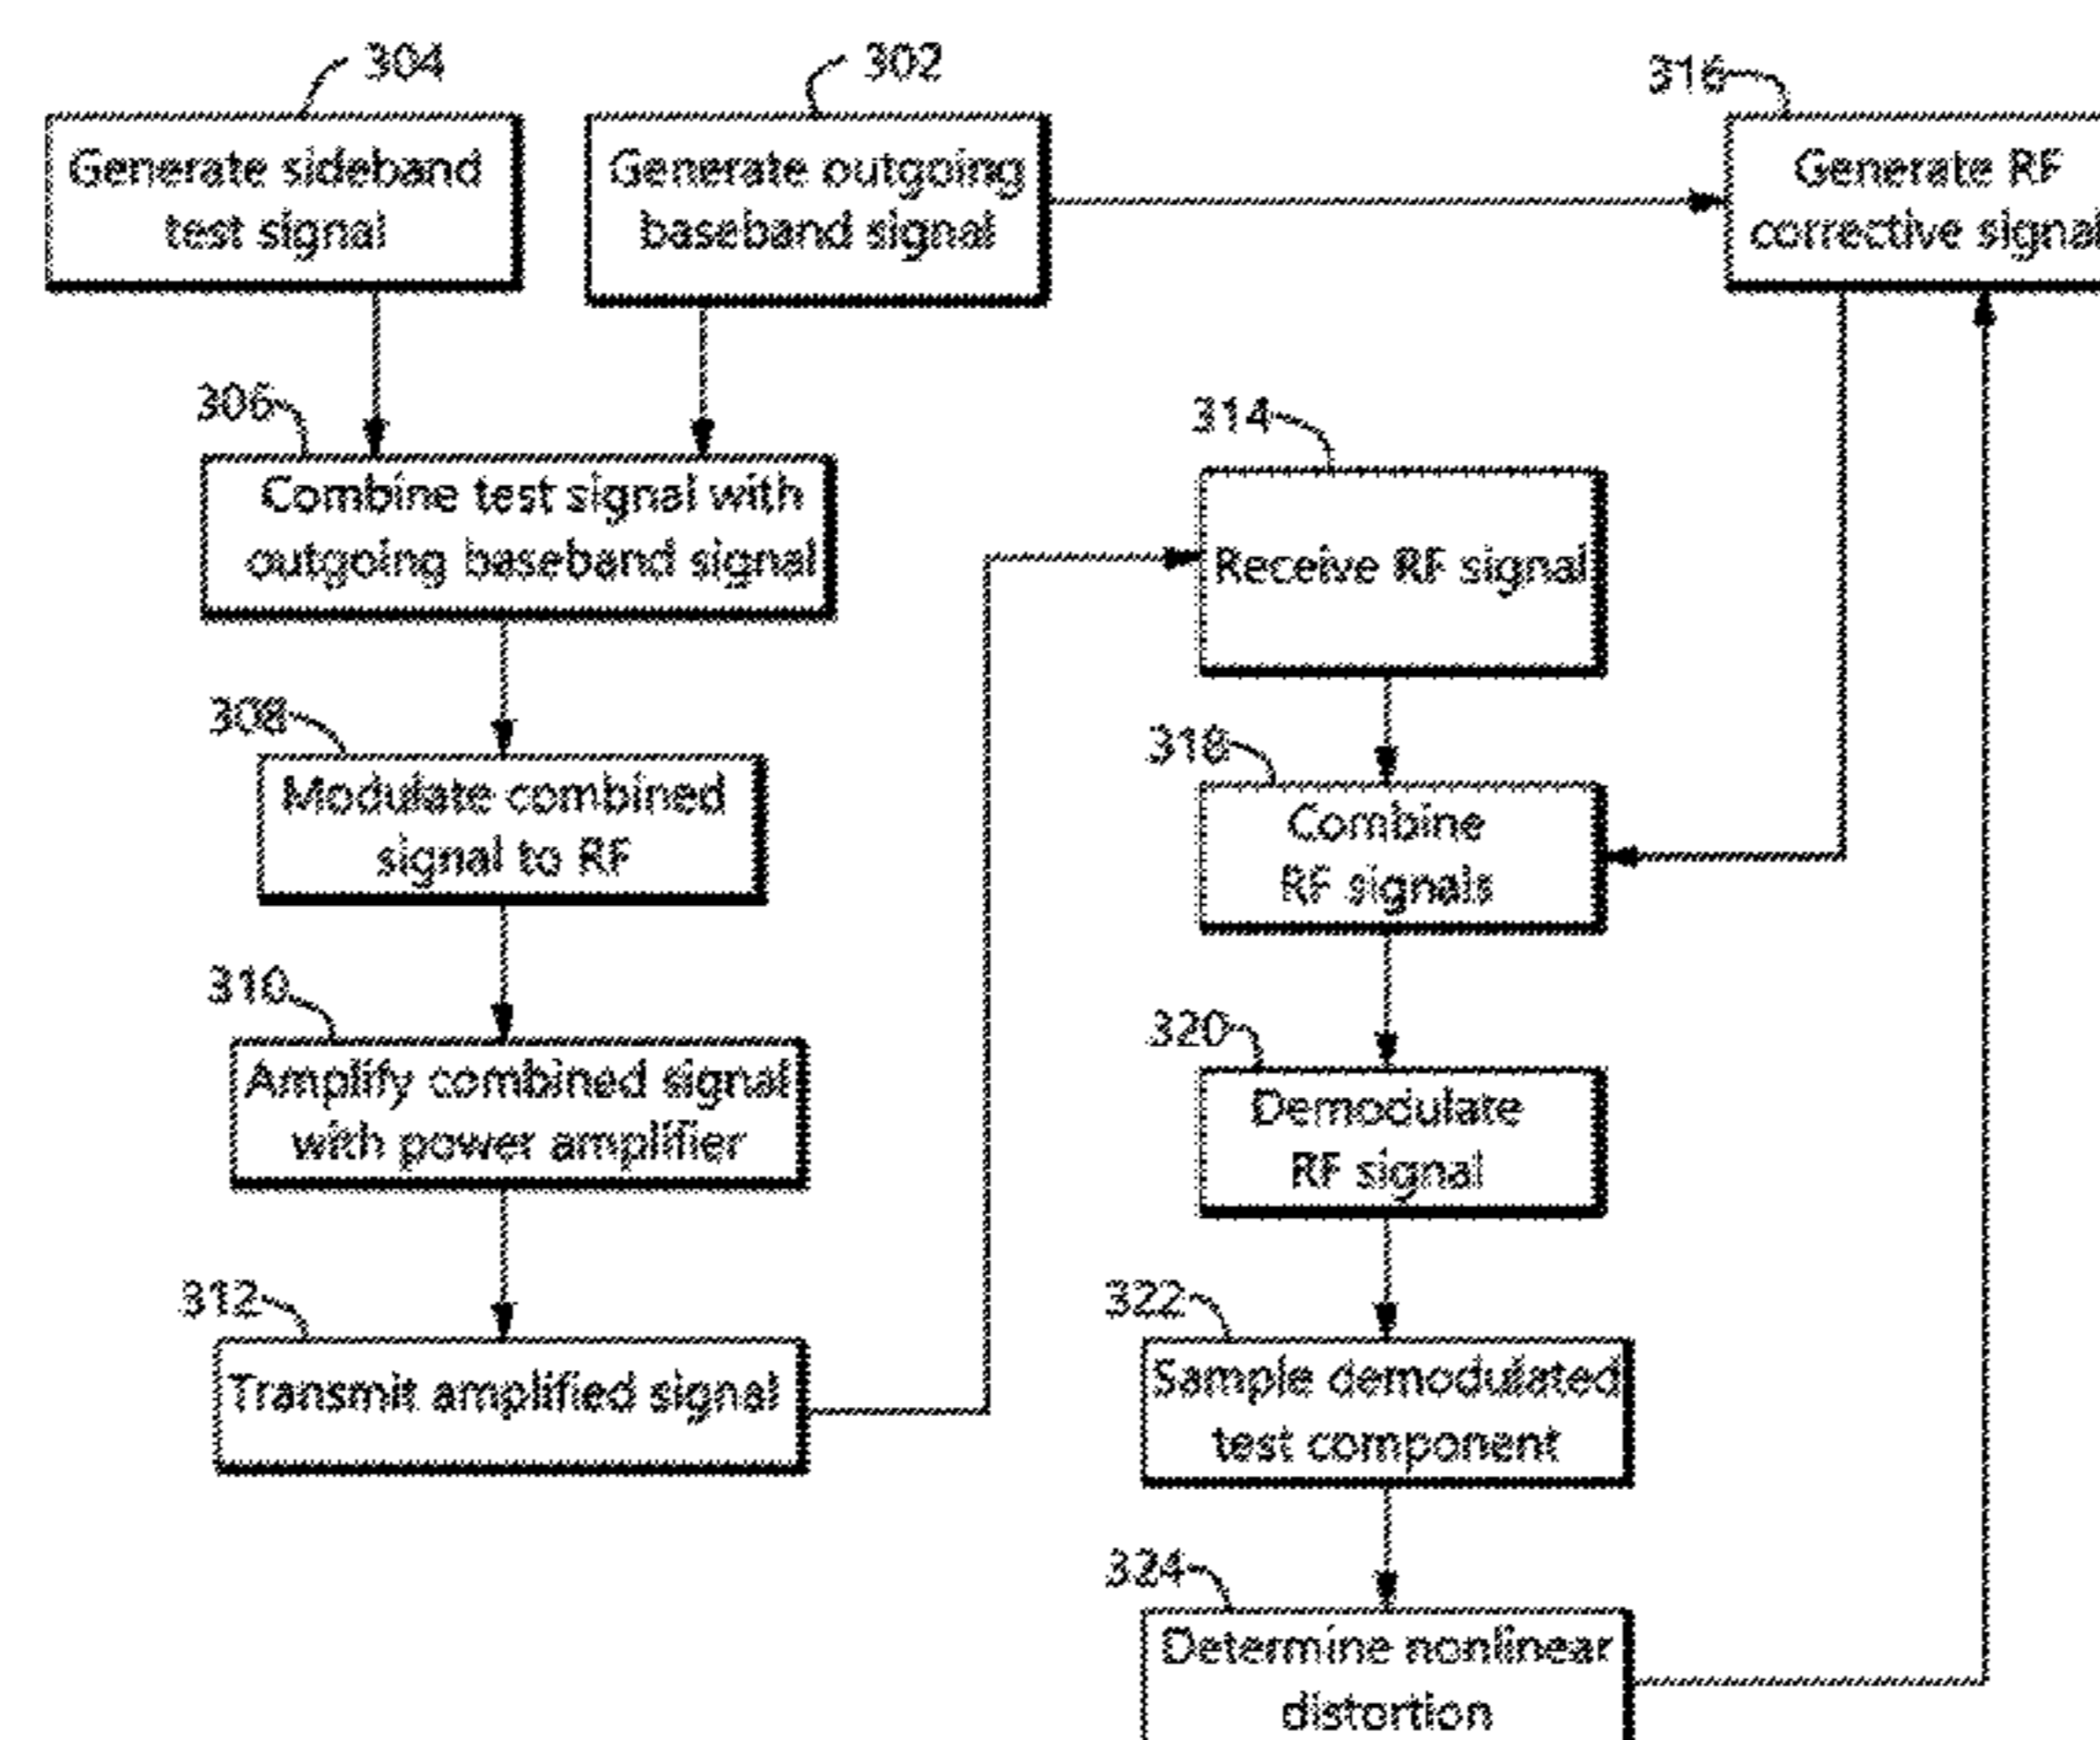 304
302
316
Generate sideband
test signal
Generate outgoing
baseband signal
Generate RF
corrective signal
306
Combine test signal with
outgoing baseband signal
314
Receive RF signal
308
Modulate combined
signal to RF
318
Combine
RF signals
310
Amplify combined signal
with power amplifier
320
Demodulate
RF signal
312
Transmit amplified signal
322
Sample demodulated
test component
324
Determine nonlinear
distortion